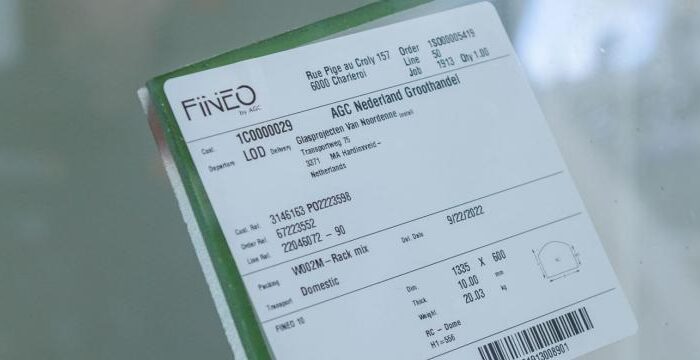 FINEO
by AGC
Rue Pige au Croly 157
6000 Charleroi
Order 1SO00005419
Line 50
Job 1913 Qty 1.00
AGC Nederland Groothandel
Cust. 1C0000029
Departure LOD Delivery Glasprojecten Van Noordenne
Transportweg 75
3371 MA Hardinxveld-
Netherlands
Cust. Ref. 3146163 PO2223598
Order Ref. 67223552
Line Ref. 22046072 - 90
Packing W002M-Rack mix
Del. Date 9/22/2022
Transport Domestic
FINEO 10
Dim 1335 X 600 mm
Thick 10.00
Weight 20.03 kg
RC - Dome
H1=556